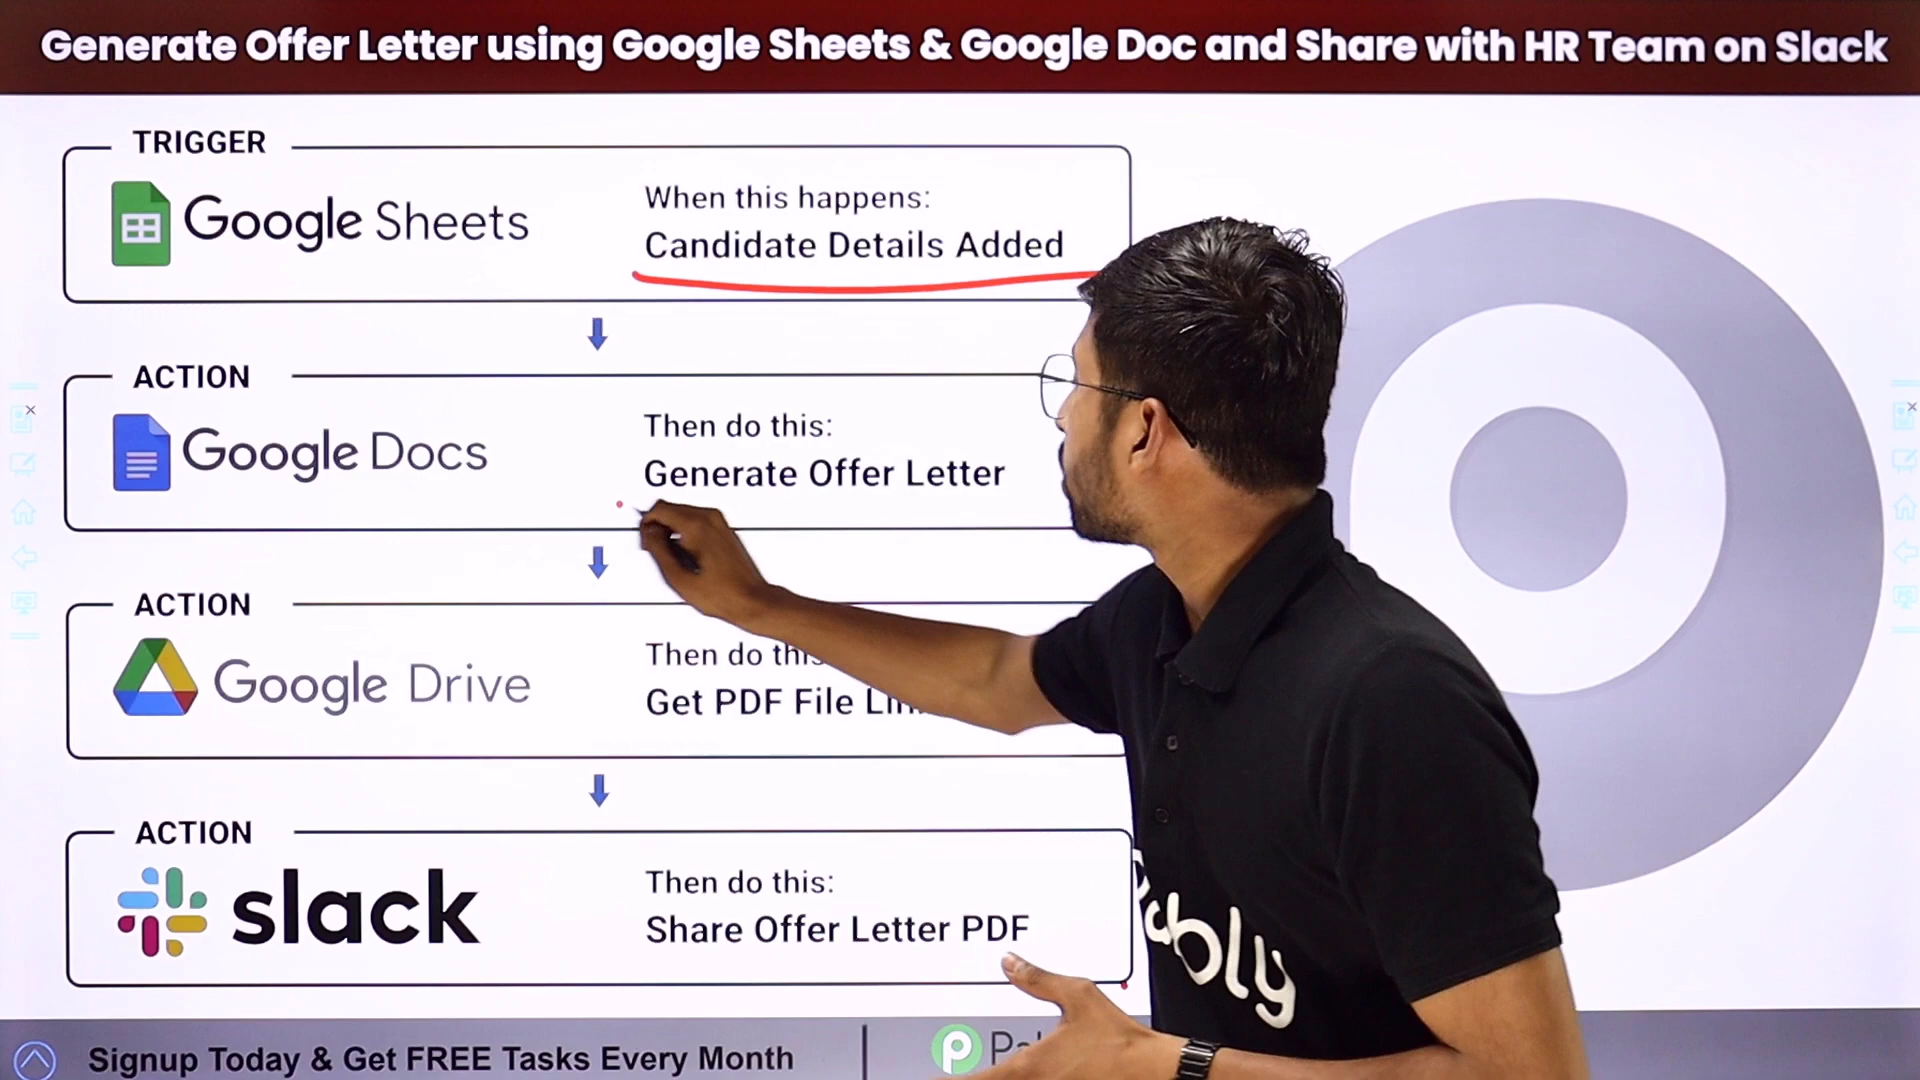 Generate Offer Letter using Google Sheets & Google Doc and Share with HR Team on Slack
TRIGGER
Google Sheets
When this happens:
Candidate Details Added
ACTION
Google Docs
Then do this:
Generate Offer Letter
ACTION
Google Drive
Then do
Get PDF File
ACTION
slack
Then do this:
Share Offer Letter PDF
Signup Today & Get FREE Tasks Every Month